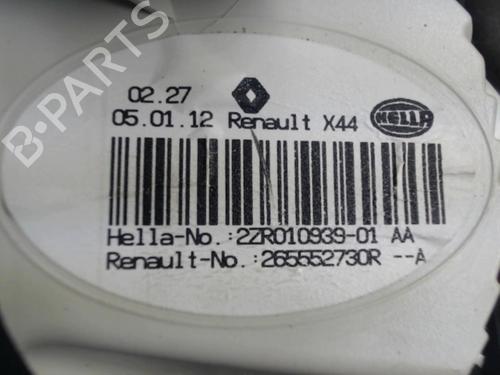 02.27
05.01.12 Renault X44 HELLA
Hella-No.:2ZR010939-01 AA
Renault-No.:265552730R --A
B-PARTS